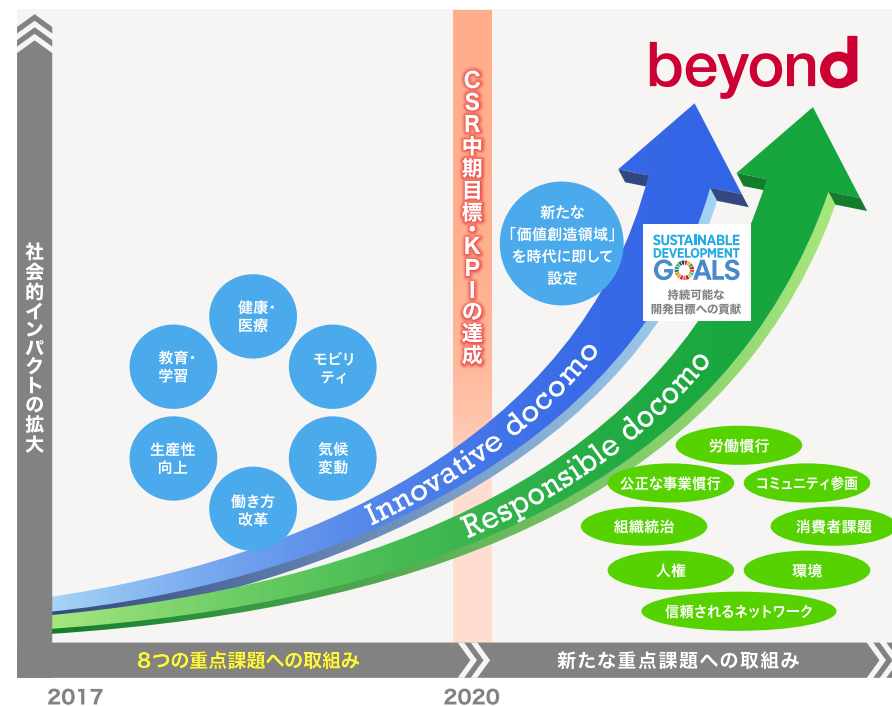 beyond
社会的インパクトの拡大
CSR中期目標・KPIの達成
新たな
「価値創造領域」
を時代に即して
設定
SUSTAINABLE
DEVELOPMENT
GOALS
持続可能な
開発目標への貢献
健康・
医療
教育・
学習
モビリ
ティ
生産性
向上
気候
変動
働き方
改革
Innovative docomo
Responsible docomo
労働慣行
公正な事業慣行
コミュニティ参画
組織統治
消費者課題
人権
環境
信頼されるネットワーク
8つの重点課題への取組み
新たな重点課題への取組み
2017
2020